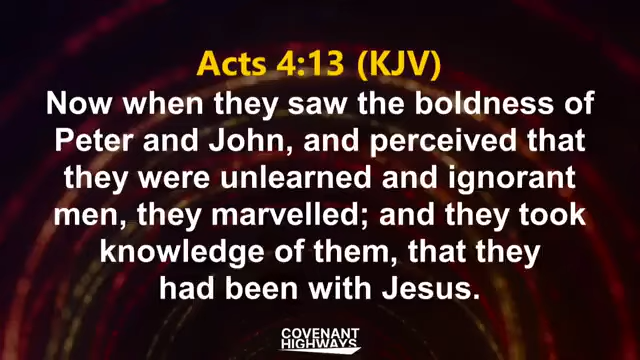 Acts 4:13 (KJV)
Now when they saw the boldness of
Peter and John, and perceived that
they were unlearned and ignorant
men, they marvelled; and they took
knowledge of them, that they
had been with Jesus.
COVENANT
HIGHWAYS